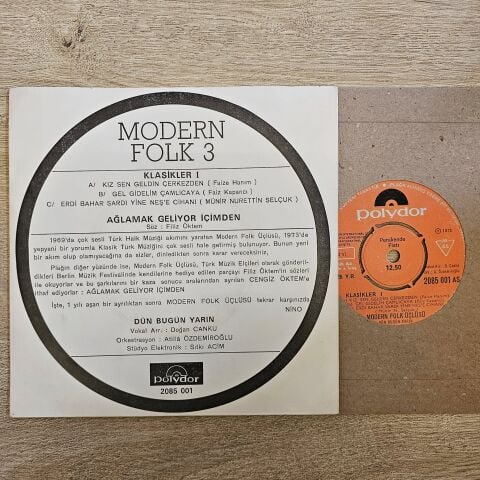 MODERN
FOLK 3
KLASİKLER I
A/ KIZ SEN GELDİN ÇERKEZDEN ( Faize Hanım )
B/ GEL GİDELİM ÇAMLICAYA ( Faiz Kapancı )
C/ ERDİ BAHAR SARDI YİNE NEŞ'E CİHANI ( MÜNİR NURETTİN SELÇUK )
AĞLAMAK GELİYOR İÇİMDEN
Söz : Filiz Öktem
1969'da çok sesli Türk Halk Müziği akımını yaratan Modern Folk Üçlüsü, 1973'de
yepyeni bir yorumla Klasik Türk Müziğini çok sesli hale getirmiş bulunuyor. Bunun yeni
bir akım olup olamıyacağına da sizler, dinledikten sonra karar vereceksiniz,
Plağın diğer yüzünde ise, Modern Folk Üçlüsü, Türk Müzik Elçileri olarak gönderil-
dikleri Berlin Müzik Festivalinde kendilerine hediye edilen parçayı Filiz Öktem'in sözleri
ile okuyorlar ve bu şarkılarını bir kaza sonucu aralarından ayrılan CENGİZ ÖKTEM'e
ithaf ediyorlar : AĞLAMAK GELİYOR İÇİMDEN
İşte, 1 yılı aşan bir ayrılıktan sonra MODERN FOLK ÜÇLÜSÜ tekrar karşınızda
NİNO
DÜN BUGÜN YARIN
Vokal Arr. : Doğan CANKU
Orkestrasyon : Atilâ ÖZDEMİROĞLU
Stüdyo Elektronik : Sıtkı ACİM
polydor
2085 001
polydor
Perakende
Fiatı
12,50
2085 001 AS
KLASİKLER I
MODERN FOLK ÜÇLÜSÜ
DÜN BUGÜN YARIN